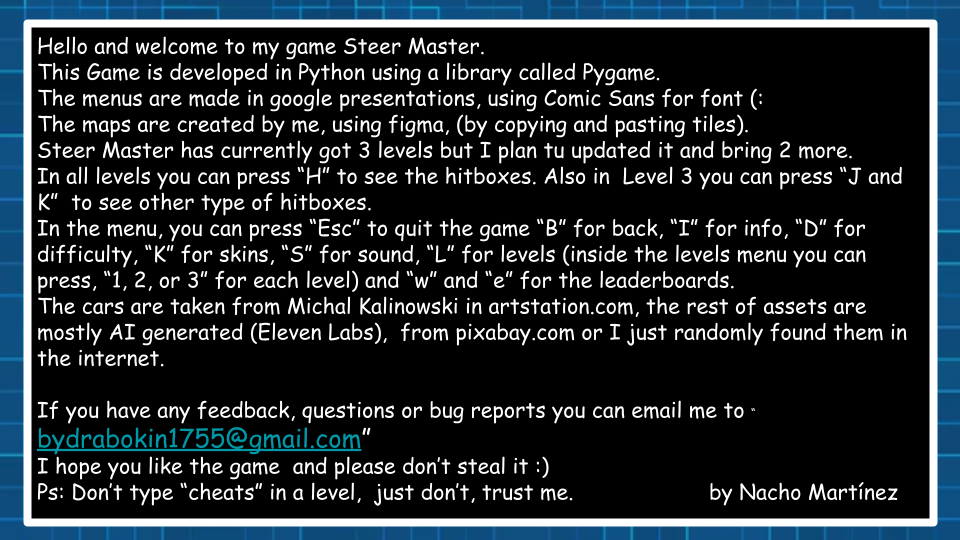 Hello and welcome to my game Steer Master.
This Game is developed in Python using a library called Pygame.
The menus are made in google presentations, using Comic Sans for font (:
The maps are created by me, using figma, (by copying and pasting tiles).
Steer Master has currently got 3 levels but I plan tu updated it and bring 2 more.
In all levels you can press “H” to see the hitboxes. Also in  Level 3 you can press “J and
K”  to see other type of hitboxes.
In the menu, you can press “Esc” to quit the game “B” for back, “I” for info, “D” for
difficulty, “K” for skins, “S” for sound, “L” for levels (inside the levels menu you can
press, “1, 2, or 3” for each level) and “w” and “e” for the leaderboards.
The cars are taken from Michal Kalinowski in artstation.com, the rest of assets are
mostly AI generated (Eleven Labs),  from pixabay.com or I just randomly found them in
the internet.

If you have any feedback, questions or bug reports you can email me to “
bydrabokin1755@gmail.com”
I hope you like the game  and please don’t steal it :)
Ps: Don’t type “cheats” in a level,  just don’t, trust me. by Nacho Martínez